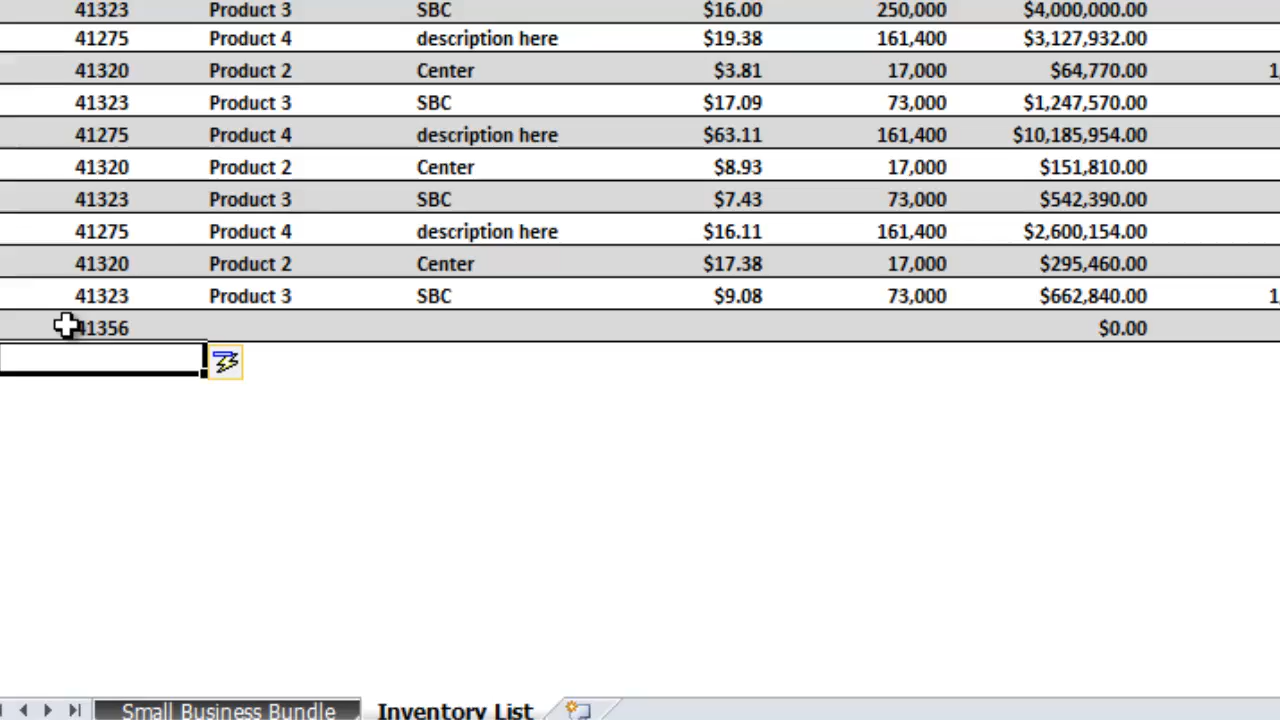 41323 Product 3 SBC $16.00 250,000 $4,000,000.00
41275 Product 4 description here $19.38 161,400 $3,127,932.00
41320 Product 2 Center $3.81 17,000 $64,770.00
41323 Product 3 SBC $17.09 73,000 $1,247,570.00
41275 Product 4 description here $63.11 161,400 $10,185,954.00
41320 Product 2 Center $8.93 17,000 $151,810.00
41323 Product 3 SBC $7.43 73,000 $542,390.00
41275 Product 4 description here $16.11 161,400 $2,600,154.00
41320 Product 2 Center $17.38 17,000 $295,460.00
41323 Product 3 SBC $9.08 73,000 $662,840.00
41356 $0.00
Small Business Bundle Inventory List